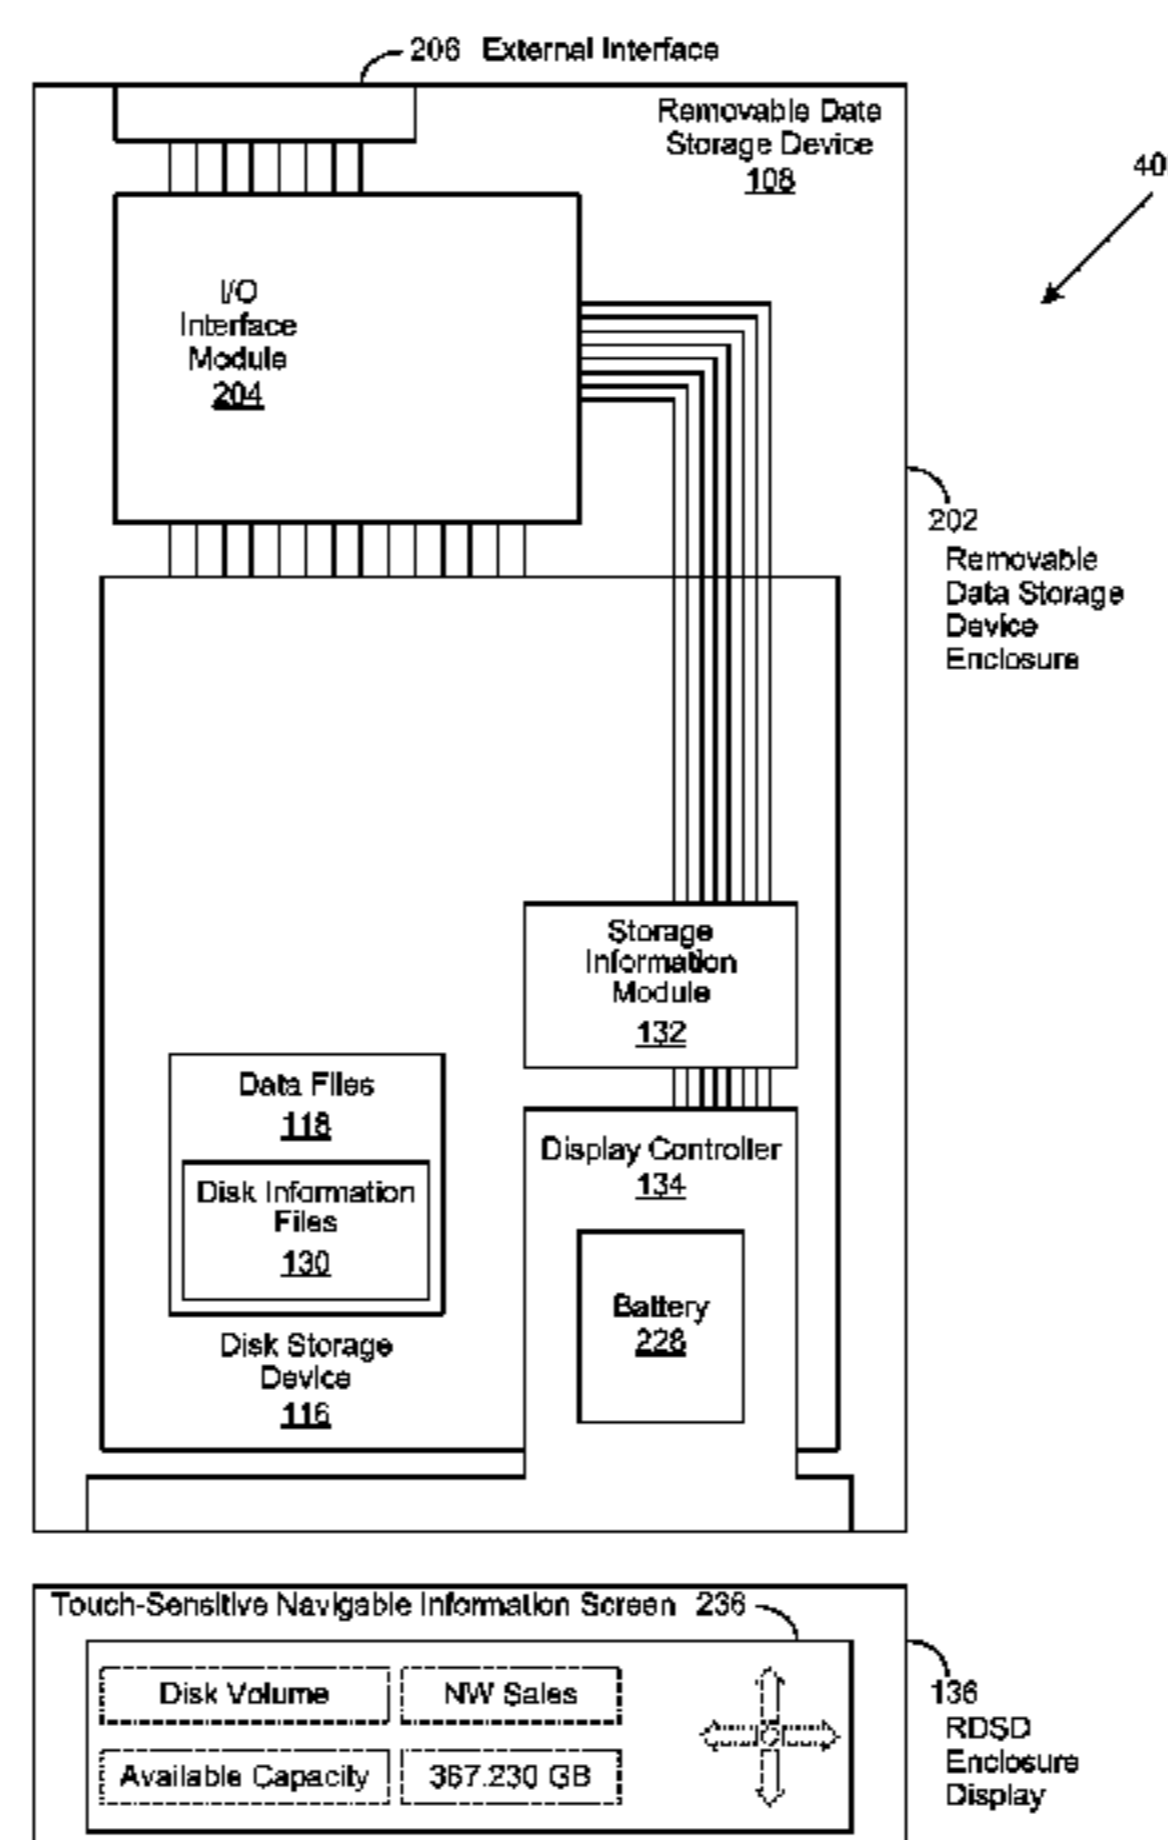 206 External Interface
Removable Date
Storage Device
108
40
I/O
Interface
Module
204
202
Removable
Data Storage
Device
Enclosure
Storage
Information
Module
132
Data Files
118
Disk Information
Files
130
Disk Storage
Device
116
Display Controller
134
Battery
228
Touch-Sensitive Navigable Information Screen 236
Disk Volume NW Sales
Available Capacity 367.230 GB
136
RDSD
Enclosure
Display